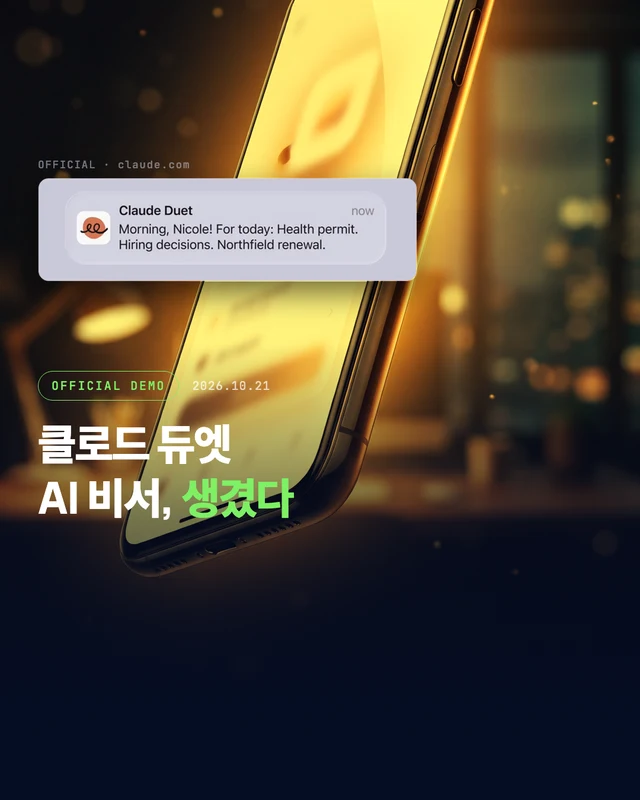 OFFICIAL · claude.com
Claude Duet
now
Morning, Nicole! For today: Health permit.
Hiring decisions. Northfield renewal.
OFFICIAL DEMO
2026.10.21
클로드 듀엣
AI 비서, 생겼다